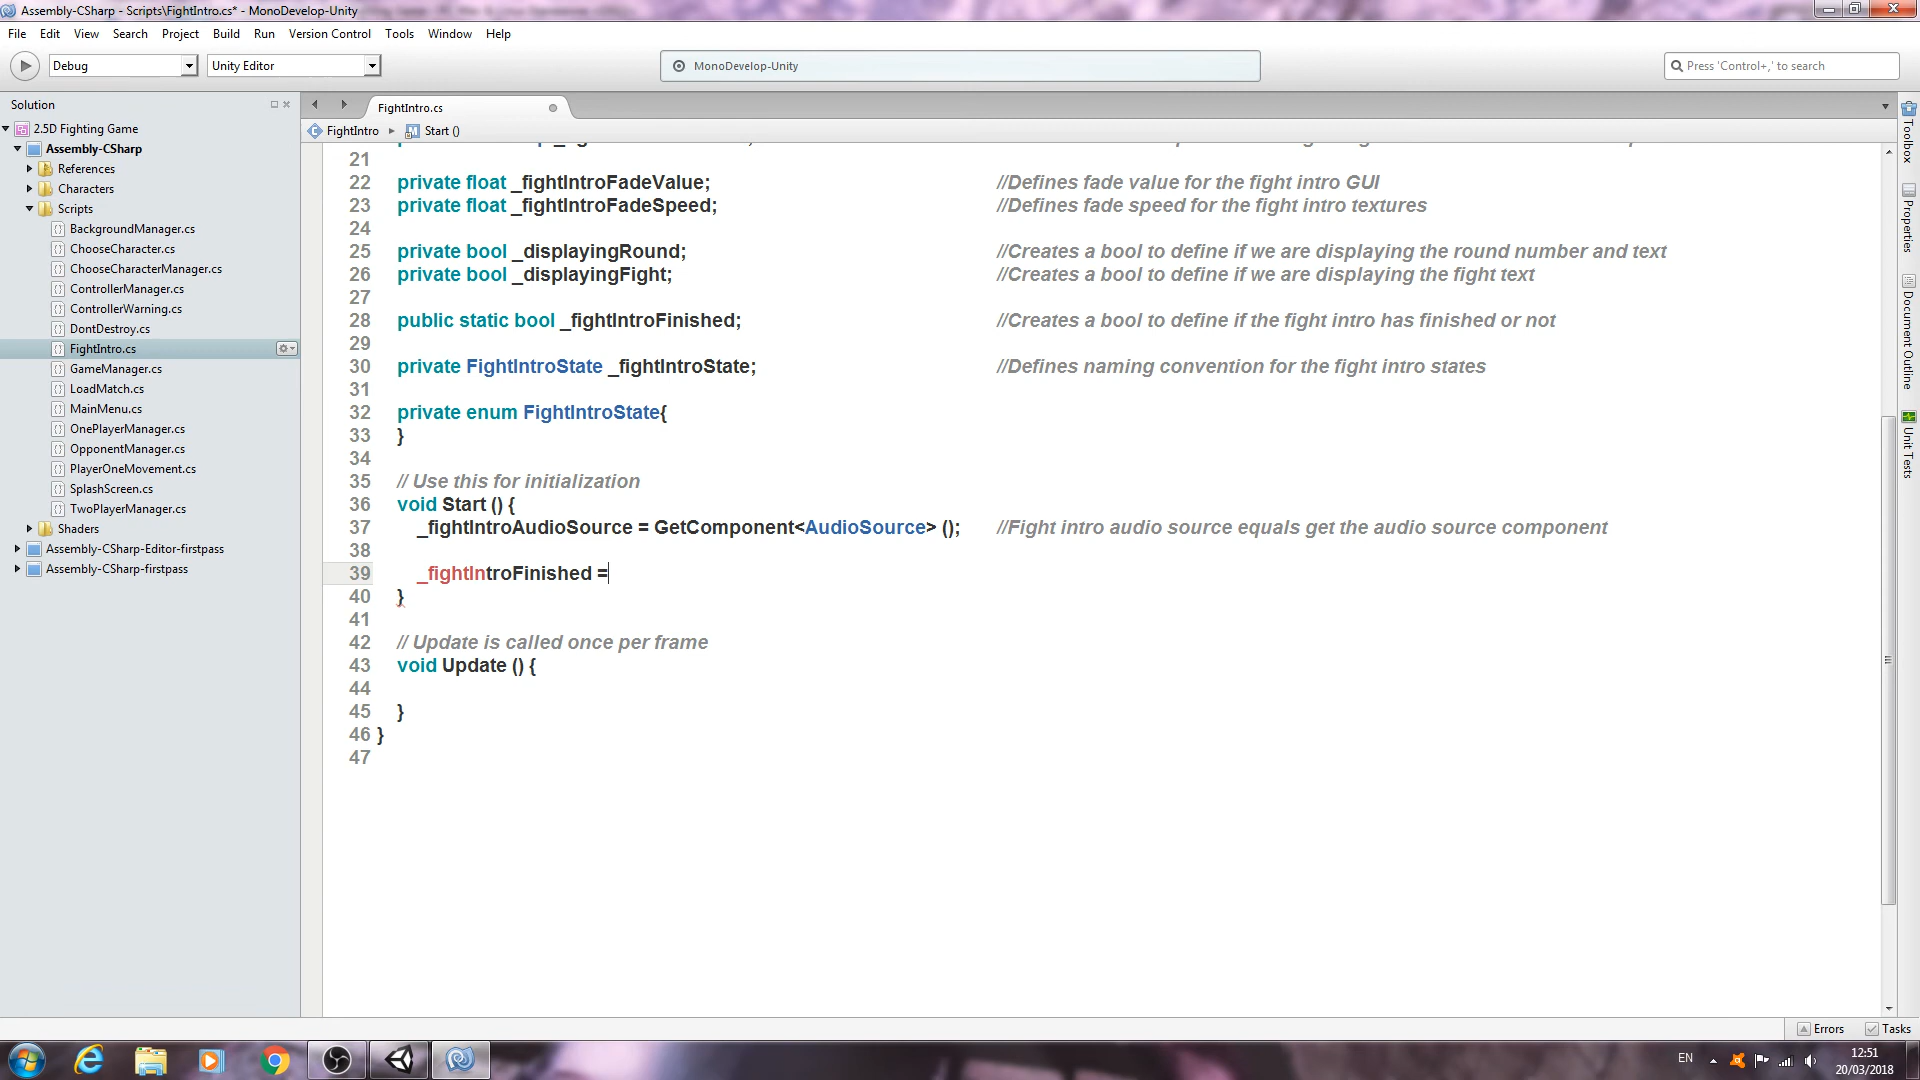 Assembly-CSharp - Scripts\FightIntro.cs* - MonoDevelop-Unity
File Edit View Search Project Build Run Version Control Tools Window Help
Debug
Unity Editor
MonoDevelop-Unity
Press 'Control+,' to search
Solution
2.5D Fighting Game
Assembly-CSharp
References
Characters
Scripts
BackgroundManager.cs
ChooseCharacter.cs
ChooseCharacterManager.cs
ControllerManager.cs
ControllerWarning.cs
DontDestroy.cs
FightIntro.cs
GameManager.cs
LoadMatch.cs
MainMenu.cs
OnePlayerManager.cs
OpponentManager.cs
PlayerOneMovement.cs
SplashScreen.cs
TwoPlayerManager.cs
Shaders
Assembly-CSharp-Editor-firstpass
Assembly-CSharp-firstpass
FightIntro.cs
FightIntro Start ()
21
22 private float _fightIntroFadeValue; //Defines fade value for the fight intro GUI
23 private float _fightIntroFadeSpeed; //Defines fade speed for the fight intro textures
24
25 private bool _displayingRound; //Creates a bool to define if we are displaying the round number and text
26 private bool _displayingFight; //Creates a bool to define if we are displaying the fight text
27
28 public static bool _fightIntroFinished; //Creates a bool to define if the fight intro has finished or not
29
30 private FightIntroState _fightIntroState; //Defines naming convention for the fight intro states
31
32 private enum FightIntroState{
33 }
34
35 // Use this for initialization
36 void Start () {
37 _fightIntroAudioSource = GetComponent<AudioSource> (); //Fight intro audio source equals get the audio source component
38
39 _fightIntroFinished =
40 }
41
42 // Update is called once per frame
43 void Update () {
44
45 }
46 }
47
Toolbox
Properties
Document Outline
Unit Tests
Errors Tasks
EN
12:51
20/03/2018